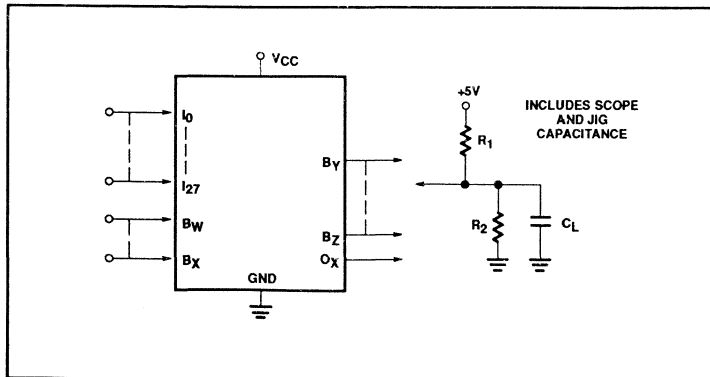 VCC
I0
I27
BW
BX
BY
BZ
OX
GND
+5V
R1
R2
CL
INCLUDES SCOPE
AND JIG
CAPACITANCE